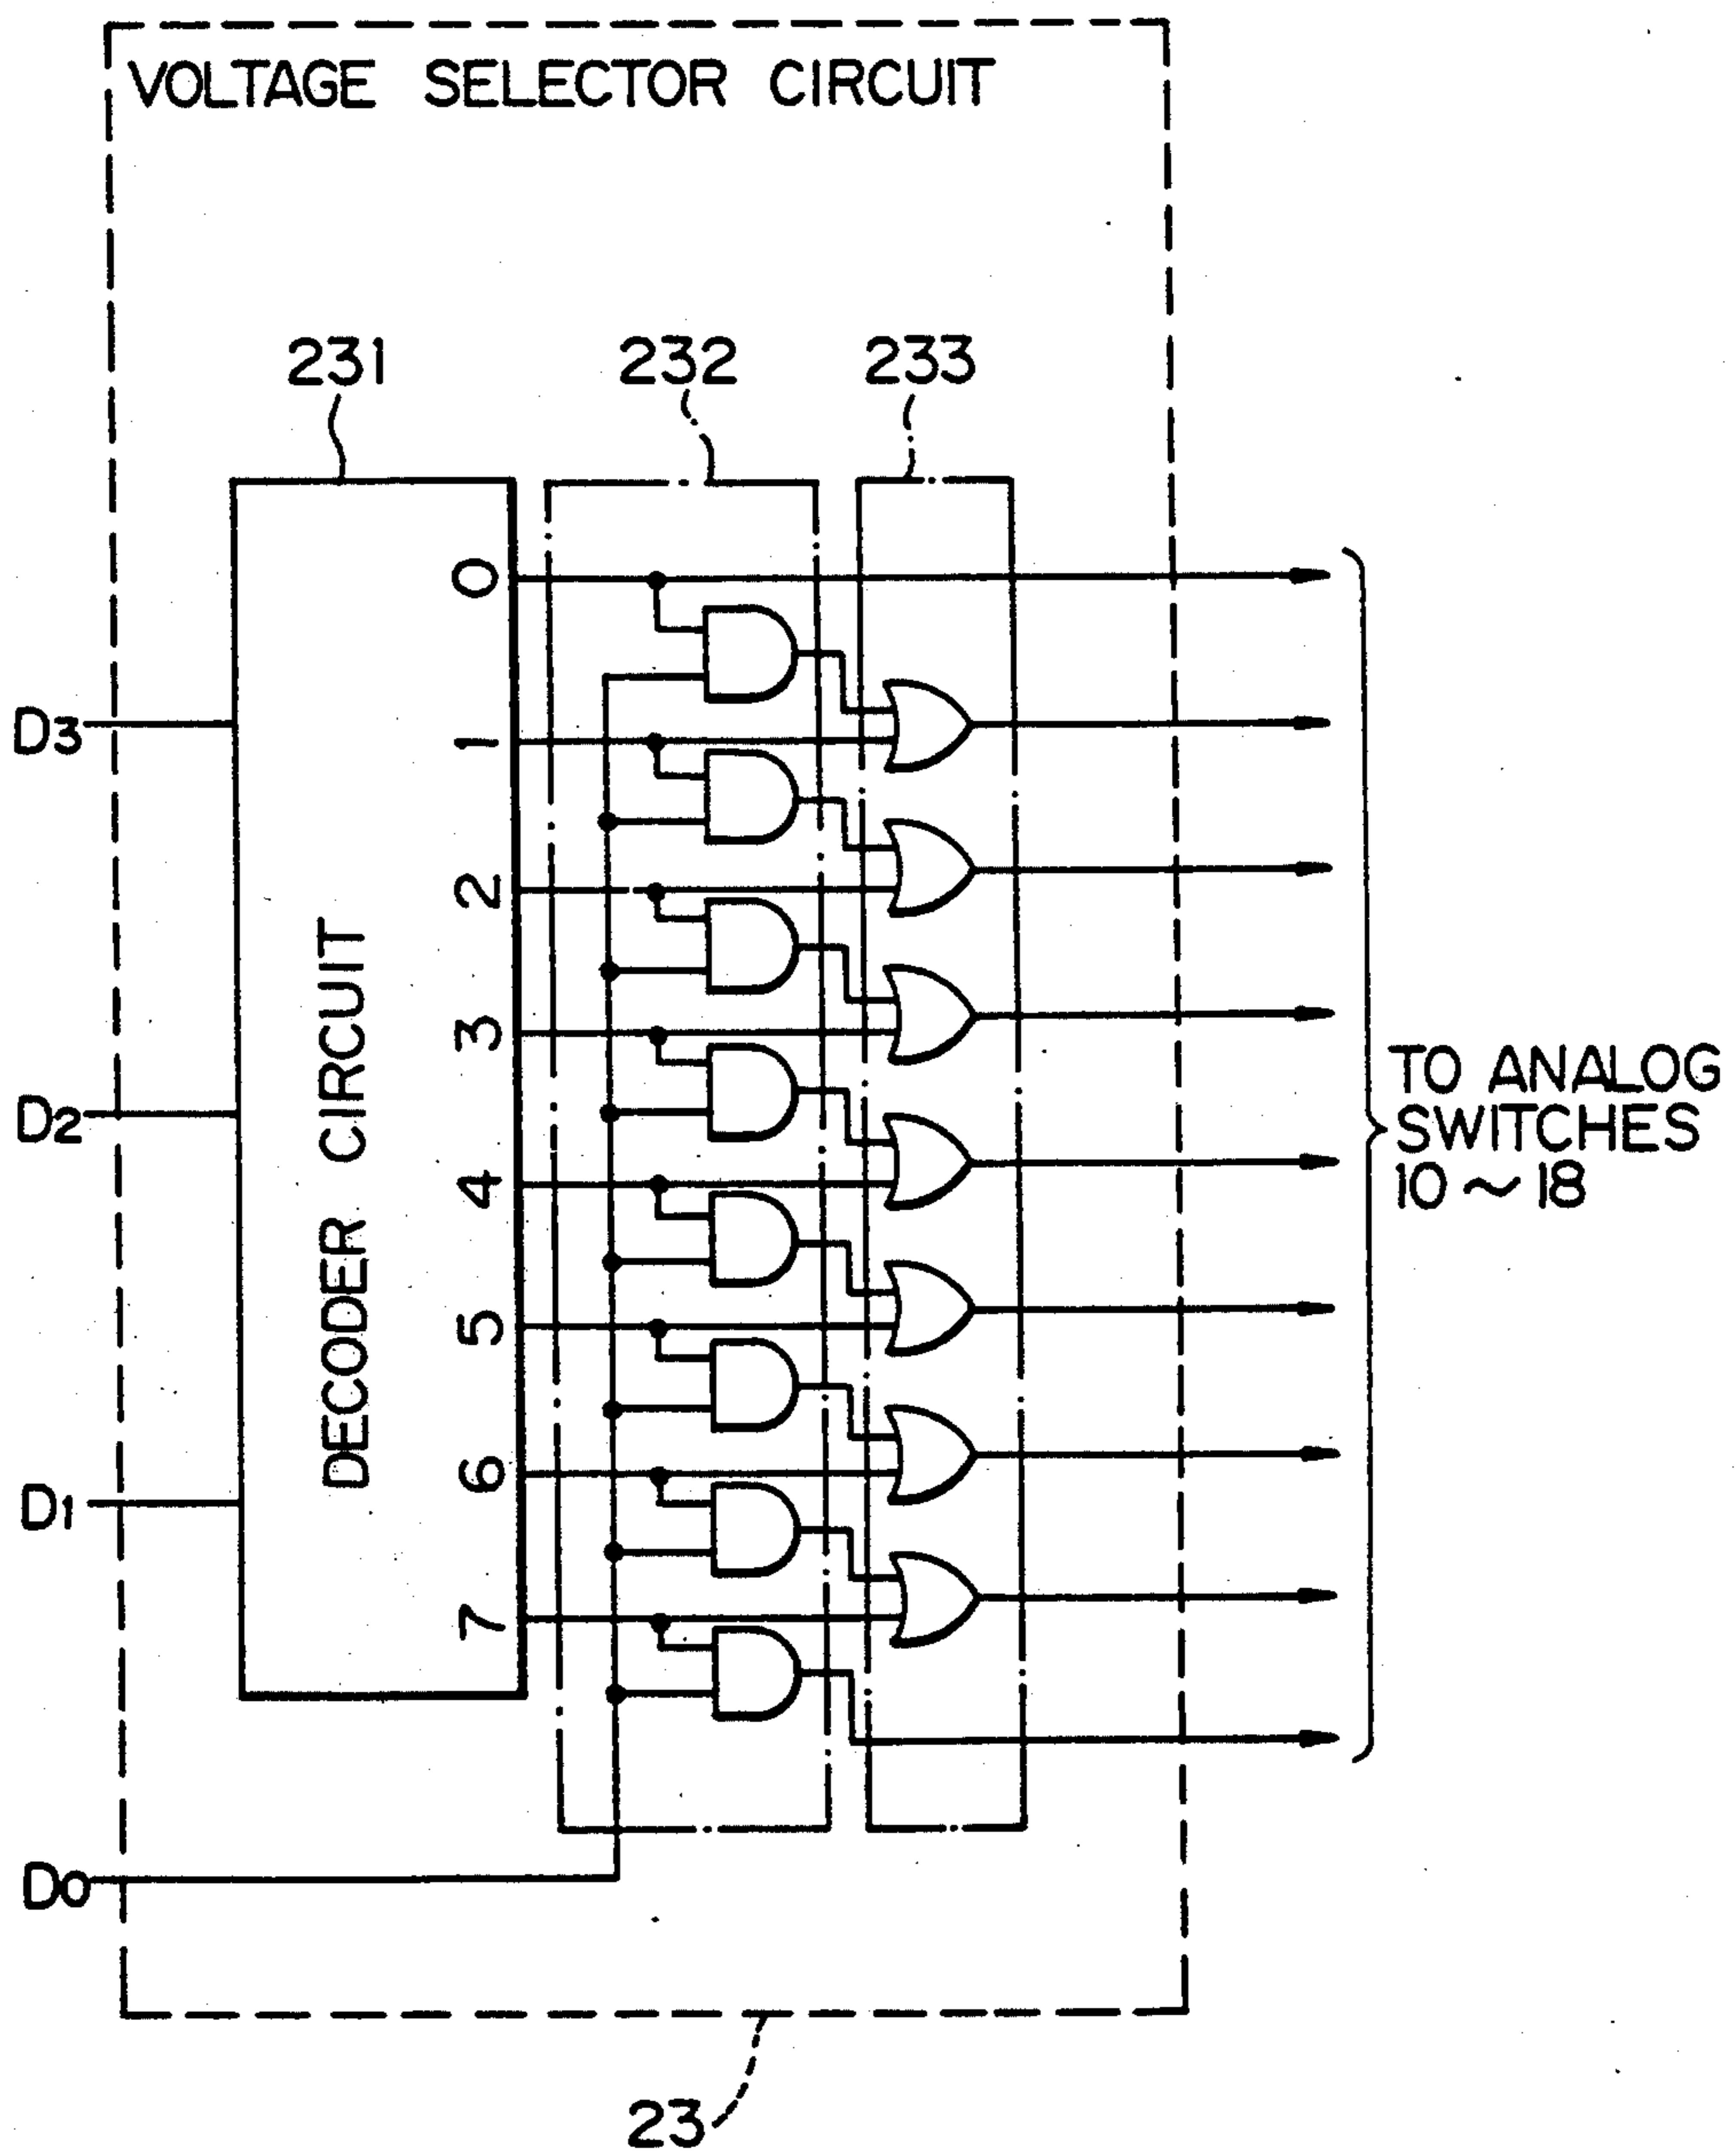 VOLTAGE SELECTOR CIRCUIT
231
232
233
D3
D2
D1
D0
DECODER CIRCUIT
0
1
2
3
4
5
6
7
TO ANALOG
SWITCHES
10~18
23